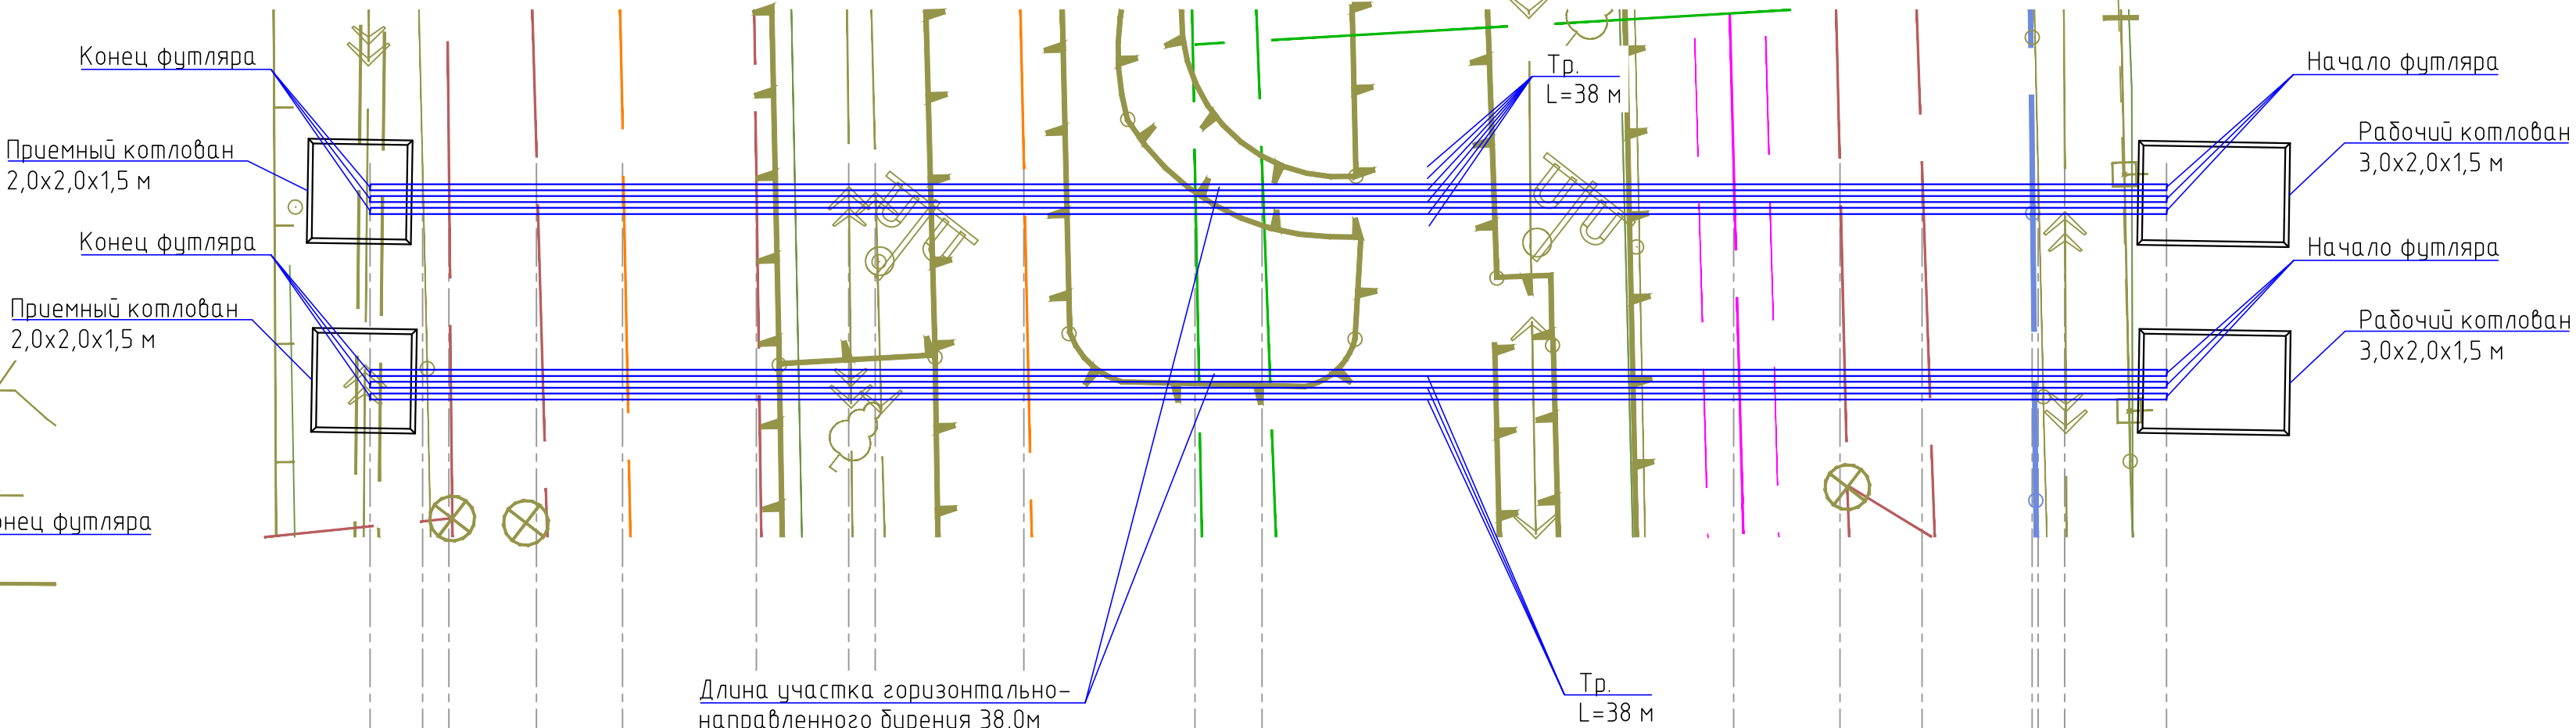 Конец футляра
Приемный котлован
2,0х2,0х1,5 м
Конец футляра
Приемный котлован
2,0х2,0х1,5 м
нец футляра
Тр.
L=38 м
Начало футляра
Рабочий котлован
3,0х2,0х1,5 м
Начало футляра
Рабочий котлован
3,0х2,0х1,5 м
Длина участка горизонтально-
направленного бурения 38,0м
Тр.
L=38 м